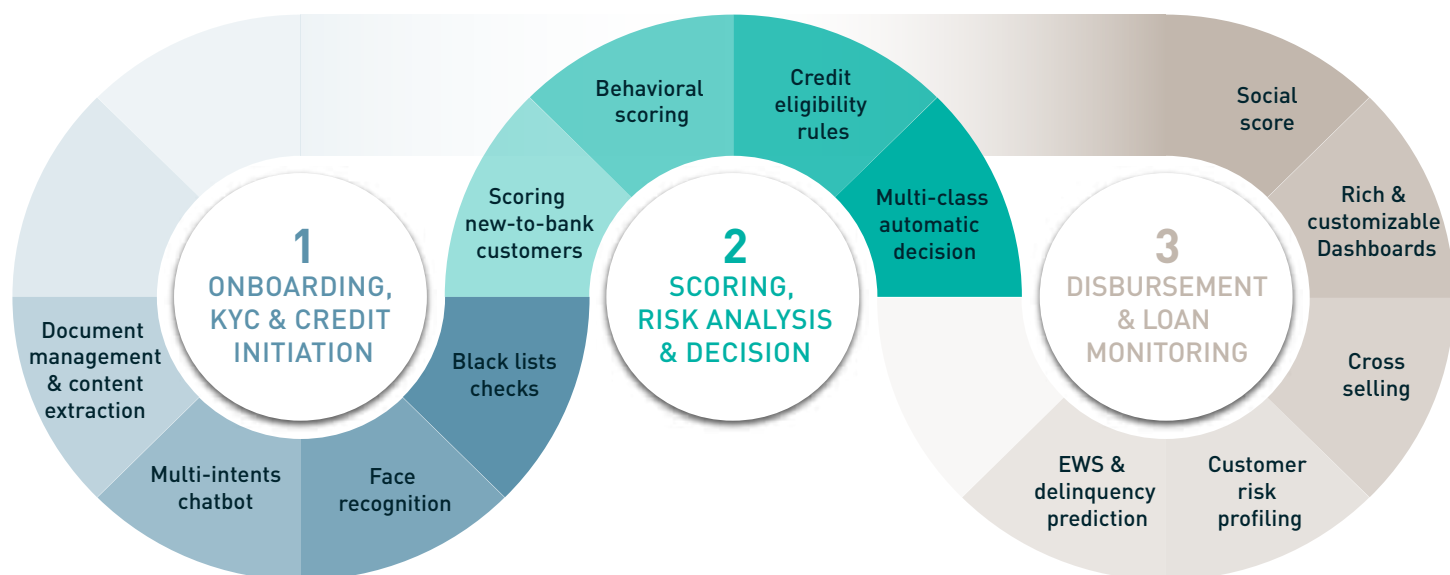 1
ONBOARDING,
KYC & CREDIT
INITIATION
Document
management
& content
extraction
Multi-intents
chatbot
Face
recognition
Black lists
checks
2
SCORING,
RISK ANALYSIS
& DECISION
Scoring
new-to-bank
customers
Behavioral
scoring
Credit
eligibility
rules
Multi-class
automatic
decision
3
DISBURSEMENT
& LOAN
MONITORING
EWS &
delinquency
prediction
Customer
risk
profiling
Cross
selling
Rich &
customizable
Dashboards
Social
score